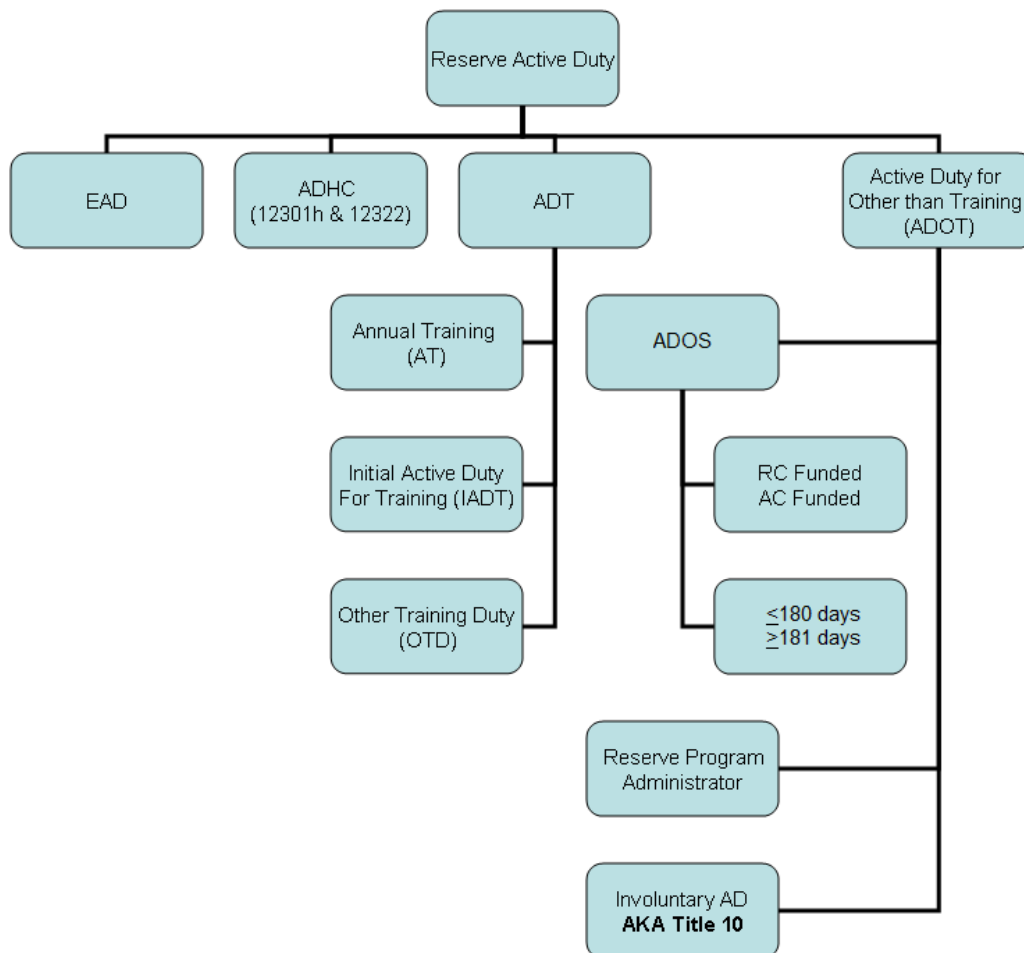 Reserve Active Duty
EAD
ADHC
(12301h & 12322)
ADT
Active Duty for
Other than Training
(ADOT)
Annual Training
(AT)
ADOS
Initial Active Duty
For Training (IADT)
RC Funded
AC Funded
Other Training Duty
(OTD)
≤180 days
≥181 days
Reserve Program
Administrator
Involuntary AD
AKA Title 10